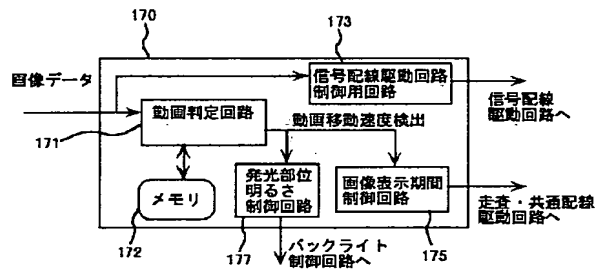 170
173
画像データ
信号配線駆動回路
制御用回路
信号配線
駆動回路へ
動画判定回路
動画移動速度検出
171
発光部位
明るさ
制御回路
画像表示期間
制御回路
メモリ
走査・共通配線
駆動回路へ
172
177
175
バックライト
制御回路へ